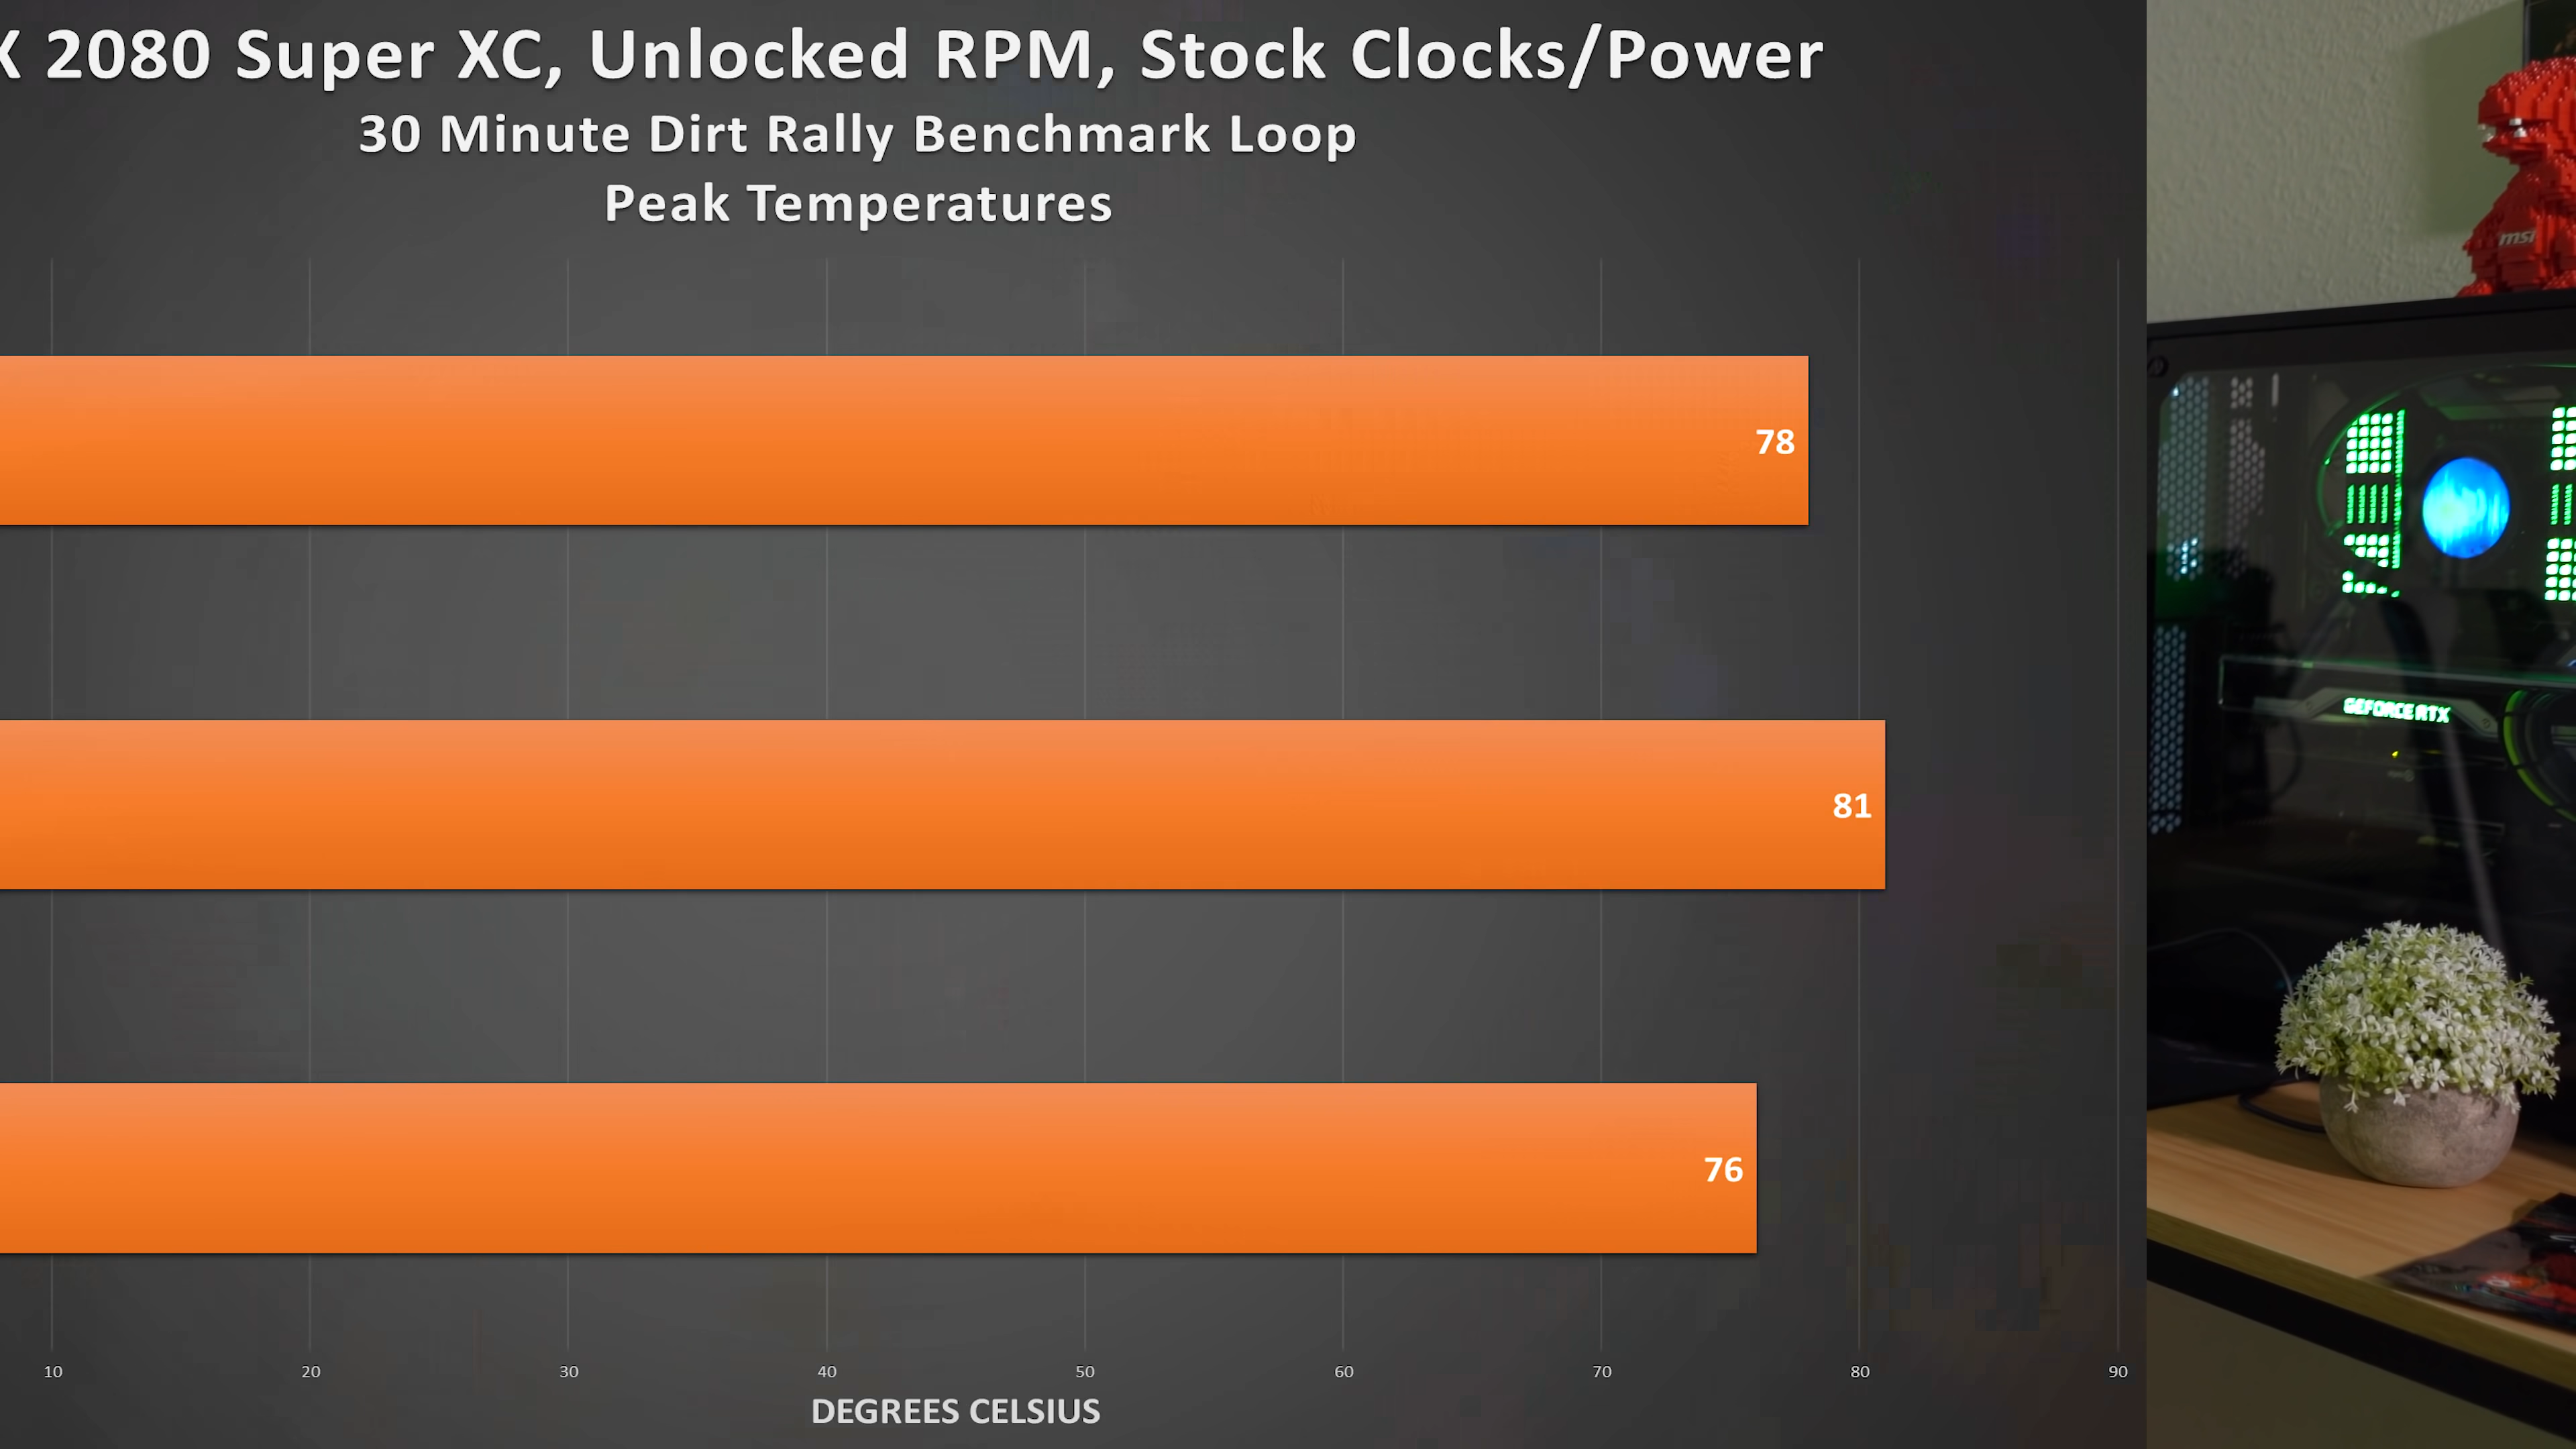 X 2080 Super XC, Unlocked RPM, Stock Clocks/Power
30 Minute Dirt Rally Benchmark Loop
Peak Temperatures
78
81
76
10 20 30 40 50 60 70 80 90
DEGREES CELSIUS
msi
GEFORCE RTX